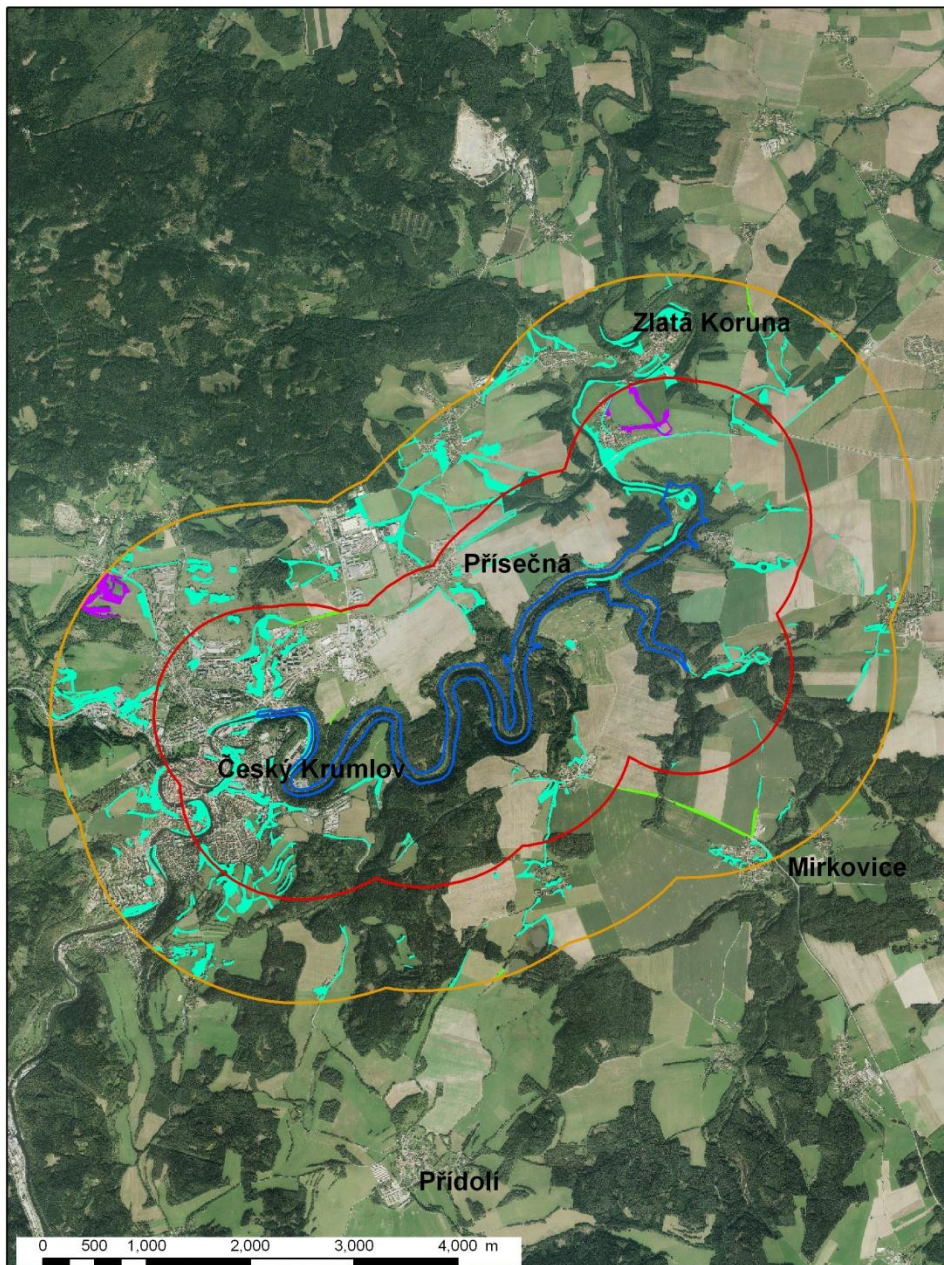 Zlatá Koruna
Přísečná
Český Krumlov
Mirkovice
Přídolí
0 500 1,000 2,000 3,000 4,000 m